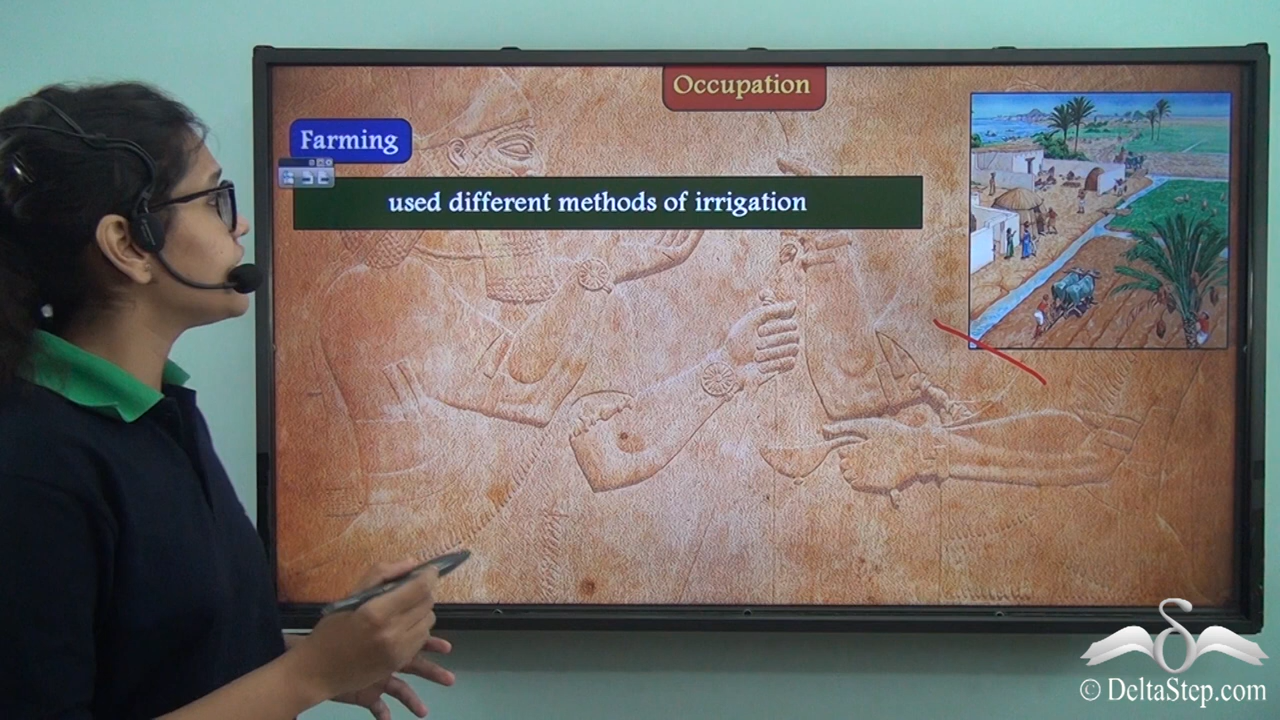 Occupation
Farming
used different methods of irrigation
© DeltaStep.com